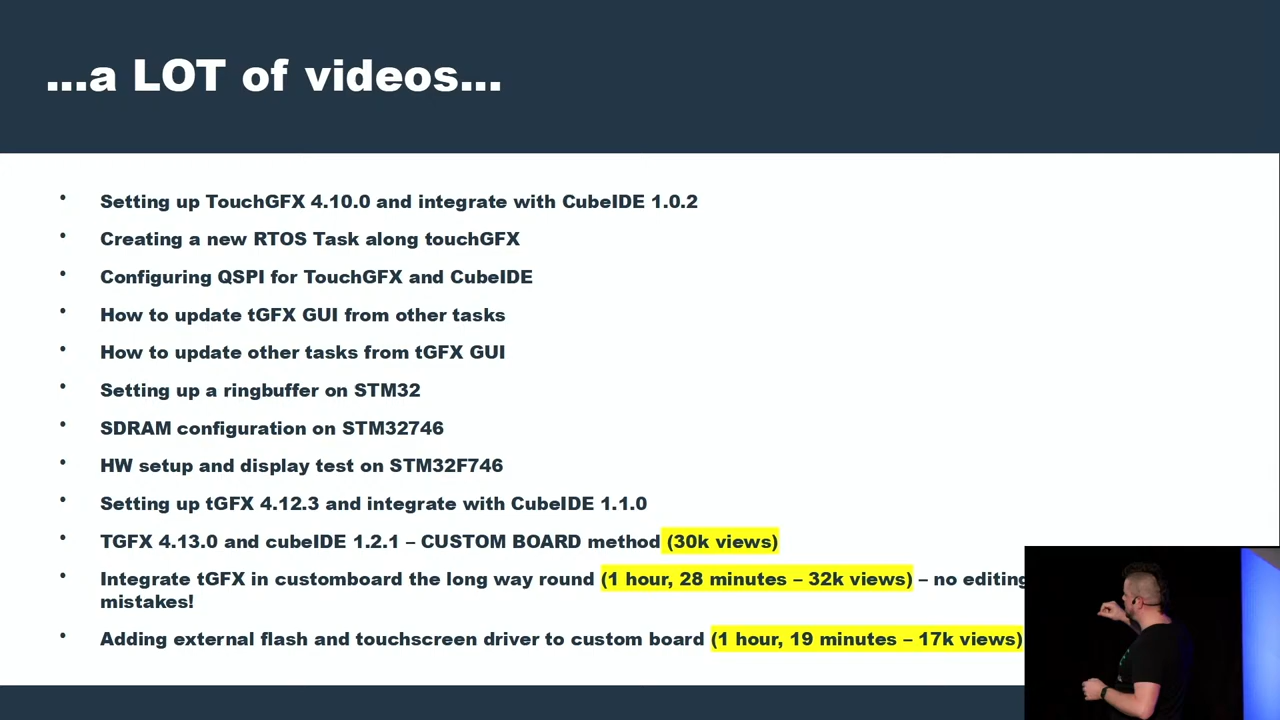 ...a LOT of videos...
• Setting up TouchGFX 4.10.0 and integrate with CubeIDE 1.0.2
• Creating a new RTOS Task along touchGFX
• Configuring QSPI for TouchGFX and CubeIDE
• How to update tGFX GUI from other tasks
• How to update other tasks from tGFX GUI
• Setting up a ringbuffer on STM32
• SDRAM configuration on STM32746
• HW setup and display test on STM32F746
• Setting up tGFX 4.12.3 and integrate with CubeIDE 1.1.0
• TGFX 4.13.0 and cubeIDE 1.2.1 – CUSTOM BOARD method (30k views)
• Integrate tGFX in customboard the long way round (1 hour, 28 minutes – 32k views) – no editing
mistakes!
• Adding external flash and touchscreen driver to custom board (1 hour, 19 minutes – 17k views)